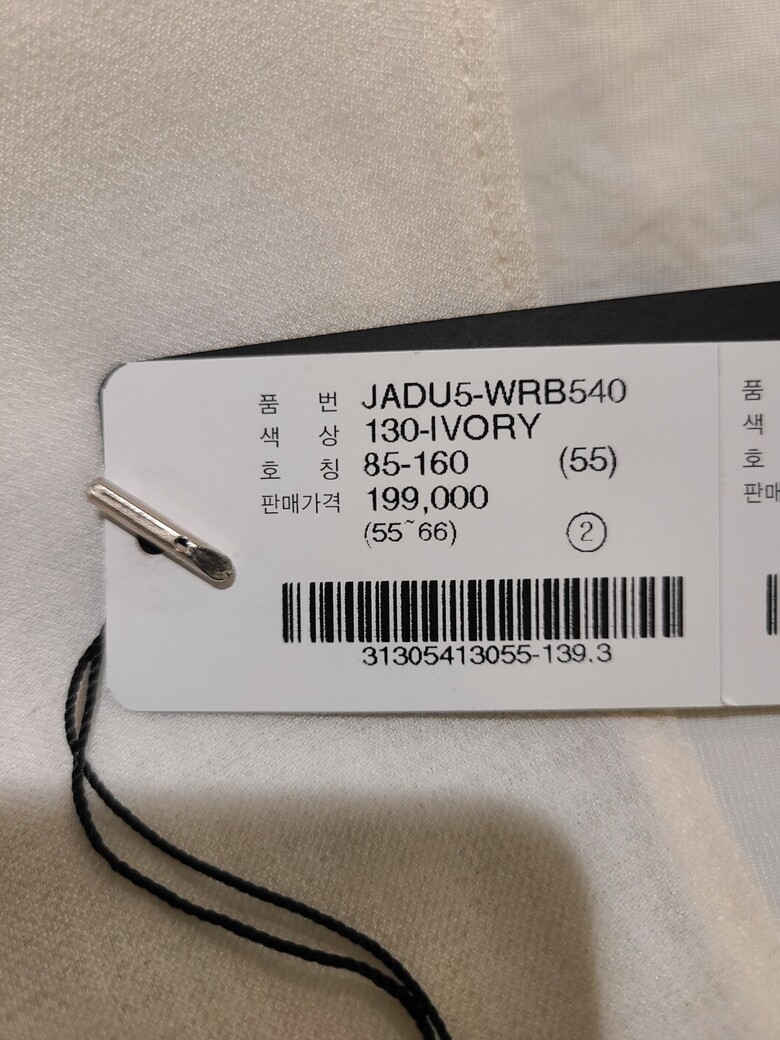 품 번 JADU5-WRB540
색 상 130-IVORY
호 칭 85-160 (55)
판매가격 199,000
(55~66) ②
31305413055-139.3
품
색
호
판매